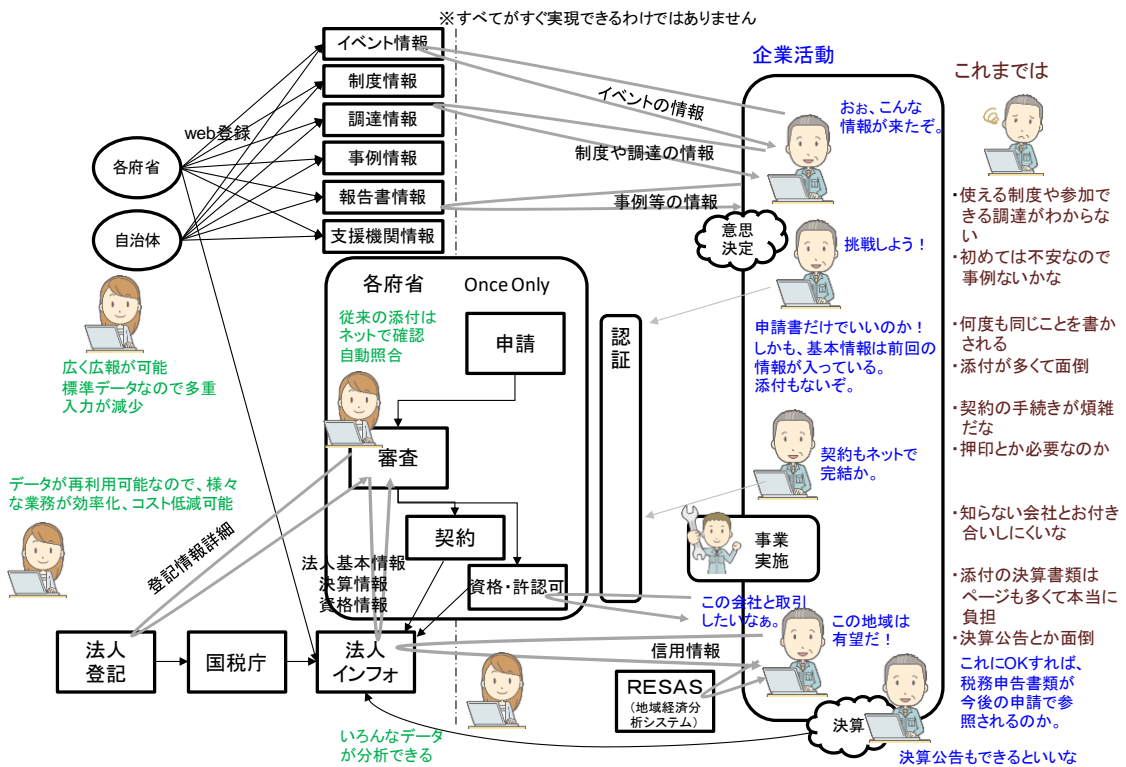 ※すべてがすぐ実現できるわけではありません
イベント情報
制度情報
調達情報
事例情報
報告書情報
支援機関情報
web登録
各府省
自治体
イベントの情報
制度や調達の情報
事例等の情報
企業活動
おぉ、こんな
情報が来たぞ。
意思
決定
挑戦しよう！
申請書だけでいいのか！
しかも、基本情報は前回の
情報が入っている。
添付もないぞ。
契約もネットで
完結か。
事業
実施
この会社と取引
したいなぁ。
この地域は
有望だ！
信用情報
RESAS
（地域経済分
析システム）
決算
これにOKすれば、
税務申告書類が
今後の申請で参
照されるのか。
決算公告もできるといいな
これまでは
・使える制度や参加で
きる調達がわからな
い
・初めては不安なので
事例ないかな
・何度も同じことを書か
される
・添付が多くて面倒
・契約の手続きが煩雑
だな
・押印とか必要なのか
・知らない会社とお付き
合いしにくいな
・添付の決算書類は
ページも多くて本当に
負担
・決算公告とか面倒
広く広報が可能
標準データなので多重
入力が減少
各府省
Once Only
従来の添付は
ネットで確認
自動照合
申請
審査
契約
資格・許認可
認証
データが再利用可能なので、様々
な業務が効率化、コスト低減可能
登記情報詳細
法人基本情報
決算情報
資格情報
法人
登記
国税庁
法人
インフォ
いろんなデータ
が分析できる